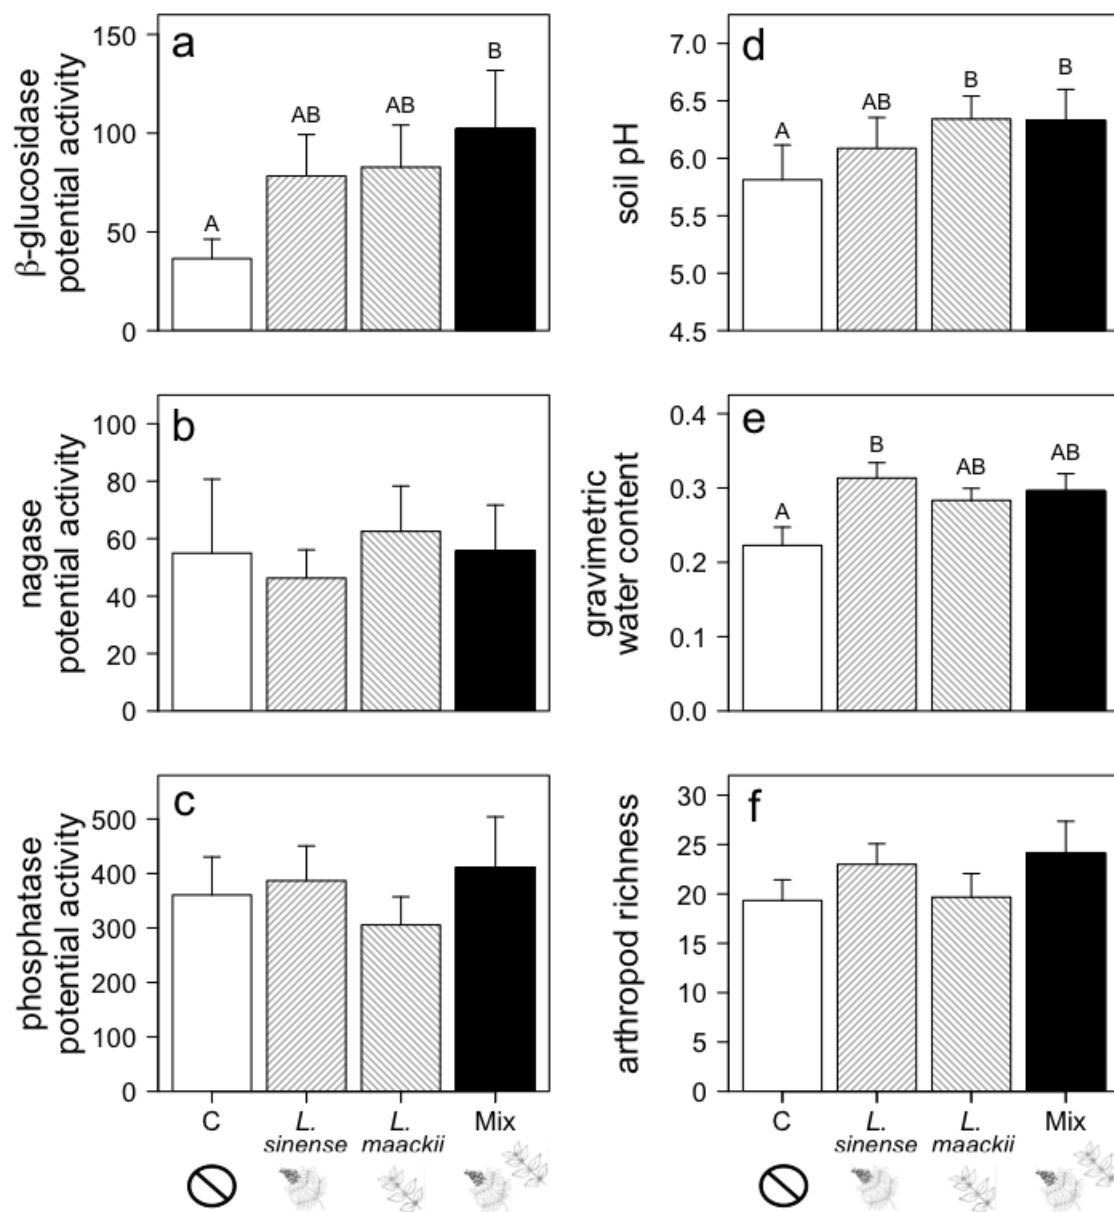 β-glucosidase
potential activity
150
100
50
0
a
A
AB
AB
B
soil pH
7.0
6.5
6.0
5.5
5.0
4.5
d
A
AB
B
B
nagase
potential activity
100
80
60
40
20
0
b
gravimetric
water content
0.4
0.3
0.2
0.1
0.0
e
A
B
AB
AB
phosphatase
potential activity
500
400
300
200
100
0
c
C
L.
sinense
L.
maackii
Mix
arthropod richness
30
25
20
15
10
5
0
f
C
L.
sinense
L.
maackii
Mix